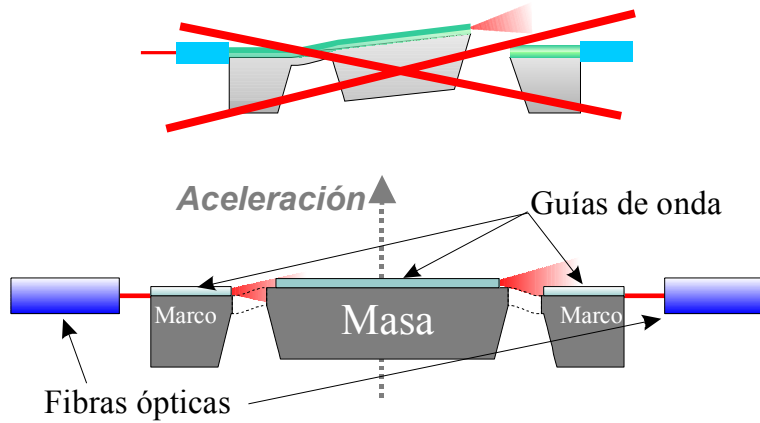 Aceleración
Guías de onda
Marco
Masa
Marco
Fibras ópticas